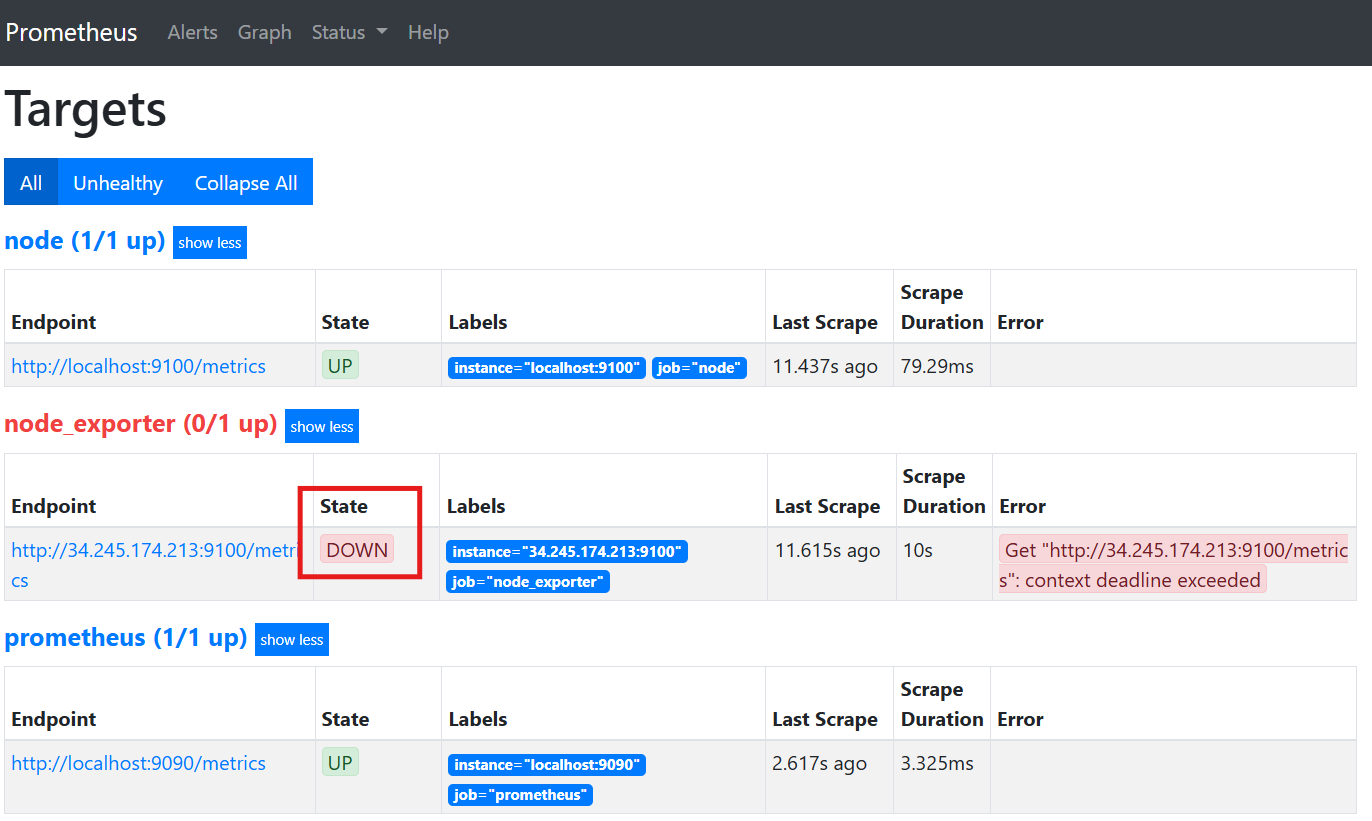 Prometheus Alerts Graph Status Help
Targets
All Unhealthy Collapse All
node (1/1 up) show less
Endpoint State Labels Last Scrape Scrape Duration Error
http://localhost:9100/metrics UP instance="localhost:9100" job="node" 11.437s ago 79.29ms
node_exporter (0/1 up) show less
Endpoint State Labels Last Scrape Scrape Duration Error
http://34.245.174.213:9100/metrics DOWN instance="34.245.174.213:9100" job="node_exporter" 11.615s ago 10s Get "http://34.245.174.213:9100/metrics": context deadline exceeded
prometheus (1/1 up) show less
Endpoint State Labels Last Scrape Scrape Duration Error
http://localhost:9090/metrics UP instance="localhost:9090" job="prometheus" 2.617s ago 3.325ms